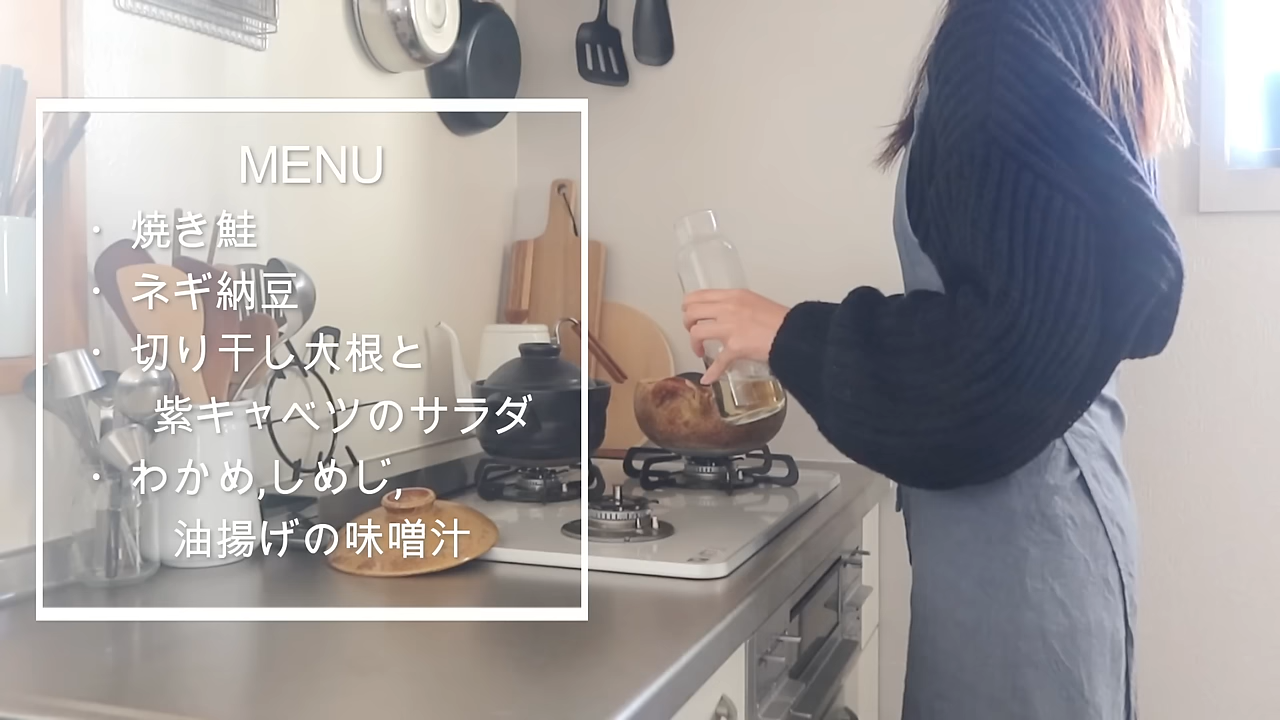 MENU
・ 焼き鮭
・ ネギ納豆
・ 切り干し大根と
紫キャベツのサラダ
・ わかめ,しめじ,
油揚げの味噌汁